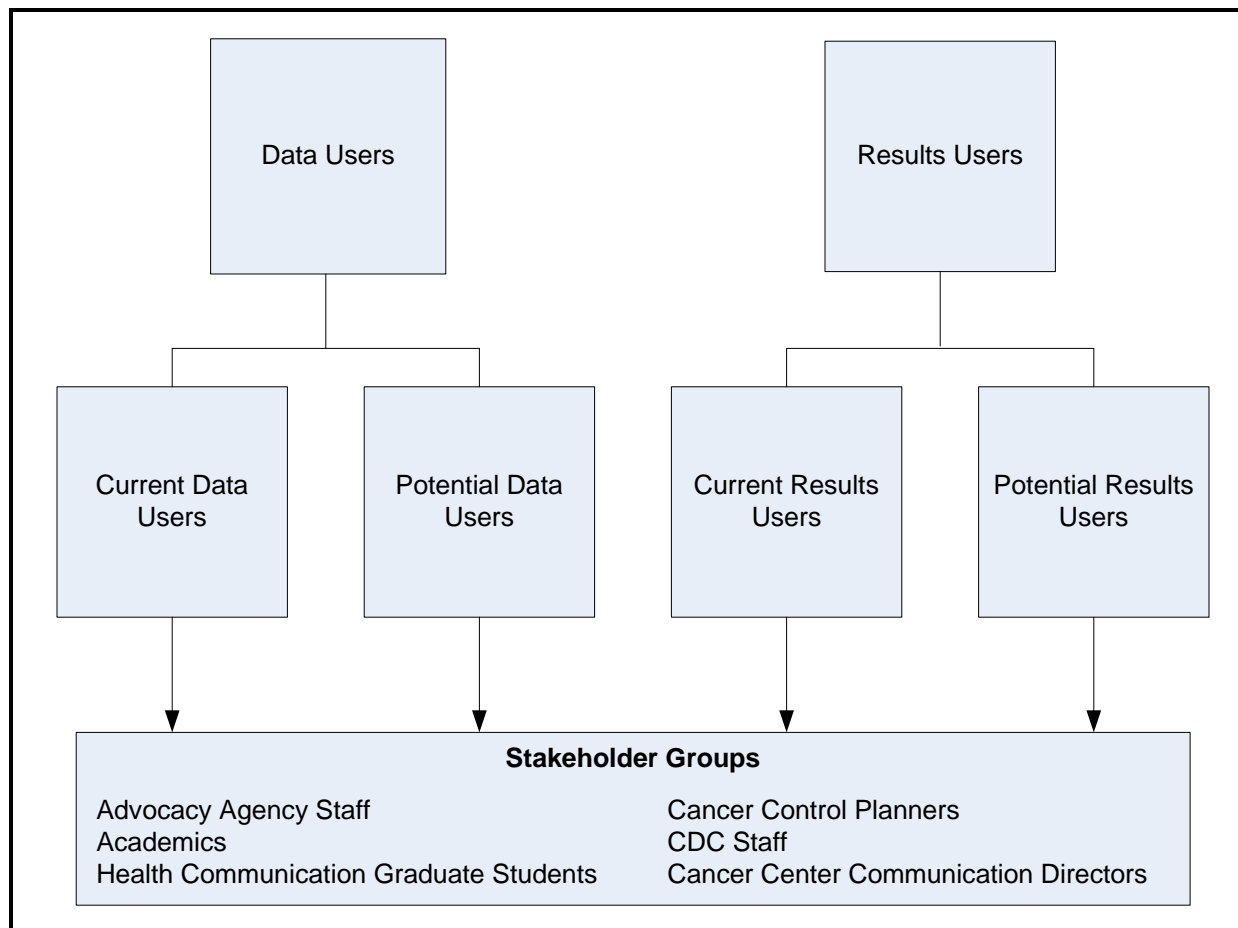 Data Users
Results Users
Current Data
Users
Potential Data
Users
Current Results
Users
Potential Results
Users
Stakeholder Groups
Advocacy Agency Staff
Academics
Health Communication Graduate Students
Cancer Control Planners
CDC Staff
Cancer Center Communication Directors